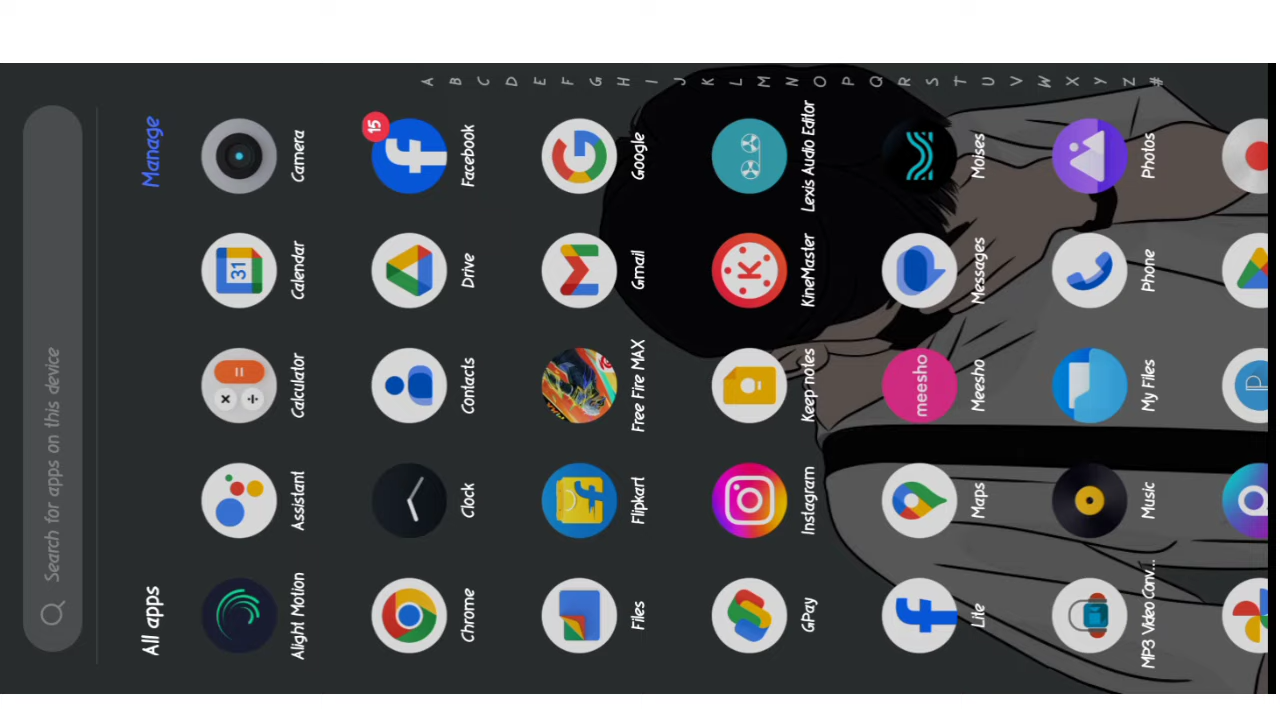 Search for apps on this device
All apps
Manage
Alight Motion
Assistant
Calculator
31
Calendar
Camera
Chrome
Clock
Contacts
Drive
15
Facebook
Files
Flipkart
Free Fire MAX
Gmail
Google
GPay
Instagram
Keep notes
KineMaster
Lexis Audio Editor
Lite
Maps
meesho
Meesho
Messages
Moises
MP3 Video Conv...
Music
My Files
Phone
Photos
A
B
C
D
E
F
G
H
I
J
K
L
M
N
O
P
Q
R
S
T
U
V
W
X
Y
Z
#